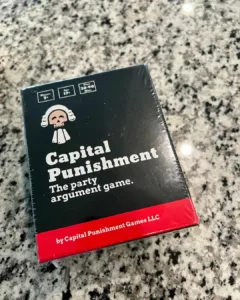 Capital
Punishment
The party
argument game.
by Capital Punishment Games LLC